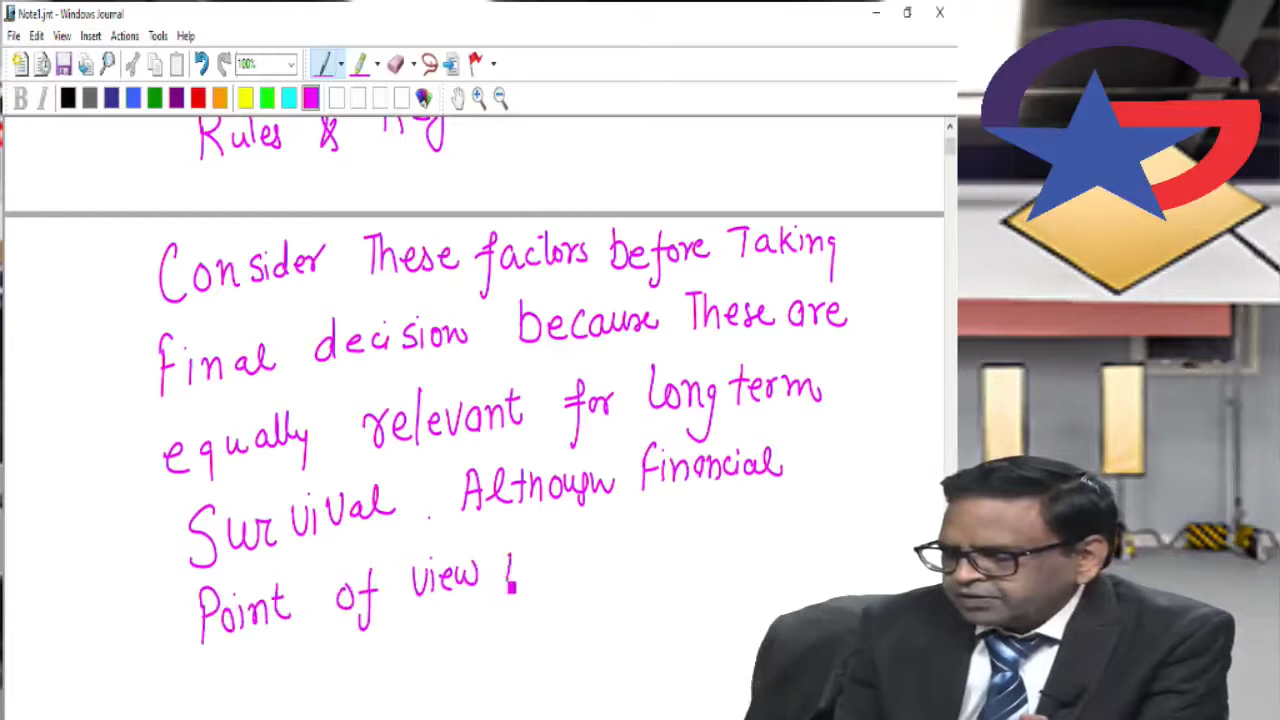 Note1.jnt - Windows Journal
File Edit View Insert Actions Tools Help
100%
B I
Rules &
Consider These factors before Taking
final decision because These are
equally relevant for long term
Survival. Although financial
Point of view